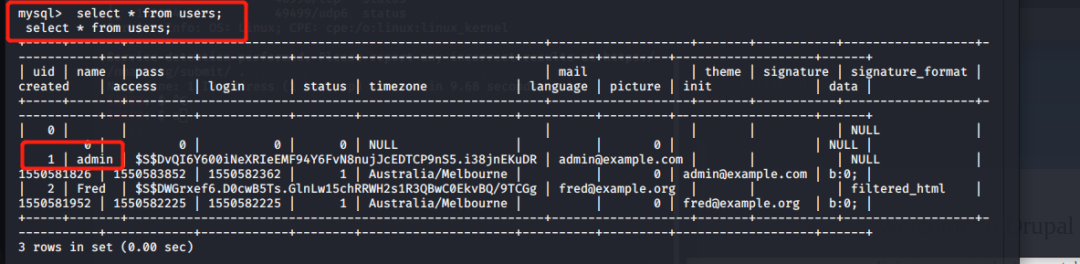 mysql> select * from users;
select * from users;
| uid | name | pass | mail | theme | signature | signature_format |
created | access | login | status | timezone | language | picture | init | data |
| 0 | | | | | | NULL |
0 | 0 | 0 | 0 | NULL | | 0 | | NULL |
| 1 | admin | $S$DvQI6Y600iNeXRIeEMF94Y6FvN8nujJcEDTCP9nS5.i38jnEKuDR | admin@example.com | | | NULL |
1550581826 | 1550583852 | 1550582362 | 1 | Australia/Melbourne | | 0 | admin@example.com | b:0; |
| 2 | Fred | $S$DWGrxef6.D0cwB5Ts.GlnLw15chRRWH2s1R3QBwC0EkvBQ/9TCGg | fred@example.org | | | filtered_html |
1550581952 | 1550582225 | 1550582225 | 1 | Australia/Melbourne | | 0 | fred@example.org | b:0; |
3 rows in set (0.00 sec)